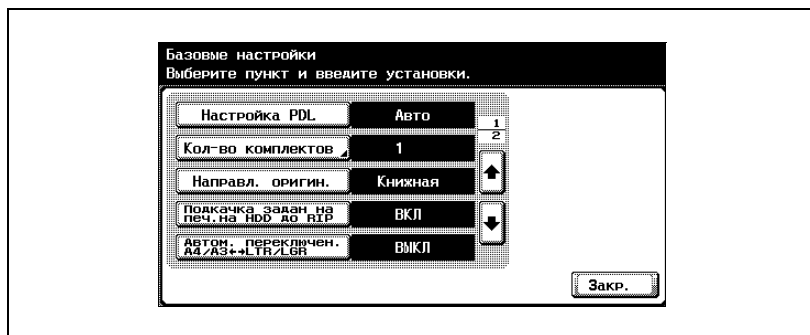 Базовые настройки
Выберите пункт и введите установки.
Настройка PDL Авто
1
2
Кол-во комплектов 1
Направл. оригин. Книжная
Подкачка задан на
печ.на HDD до RIP
ВКЛ
Автом. переключен.
A4/A3↔LTR/LGR
ВЫКЛ
Закр.